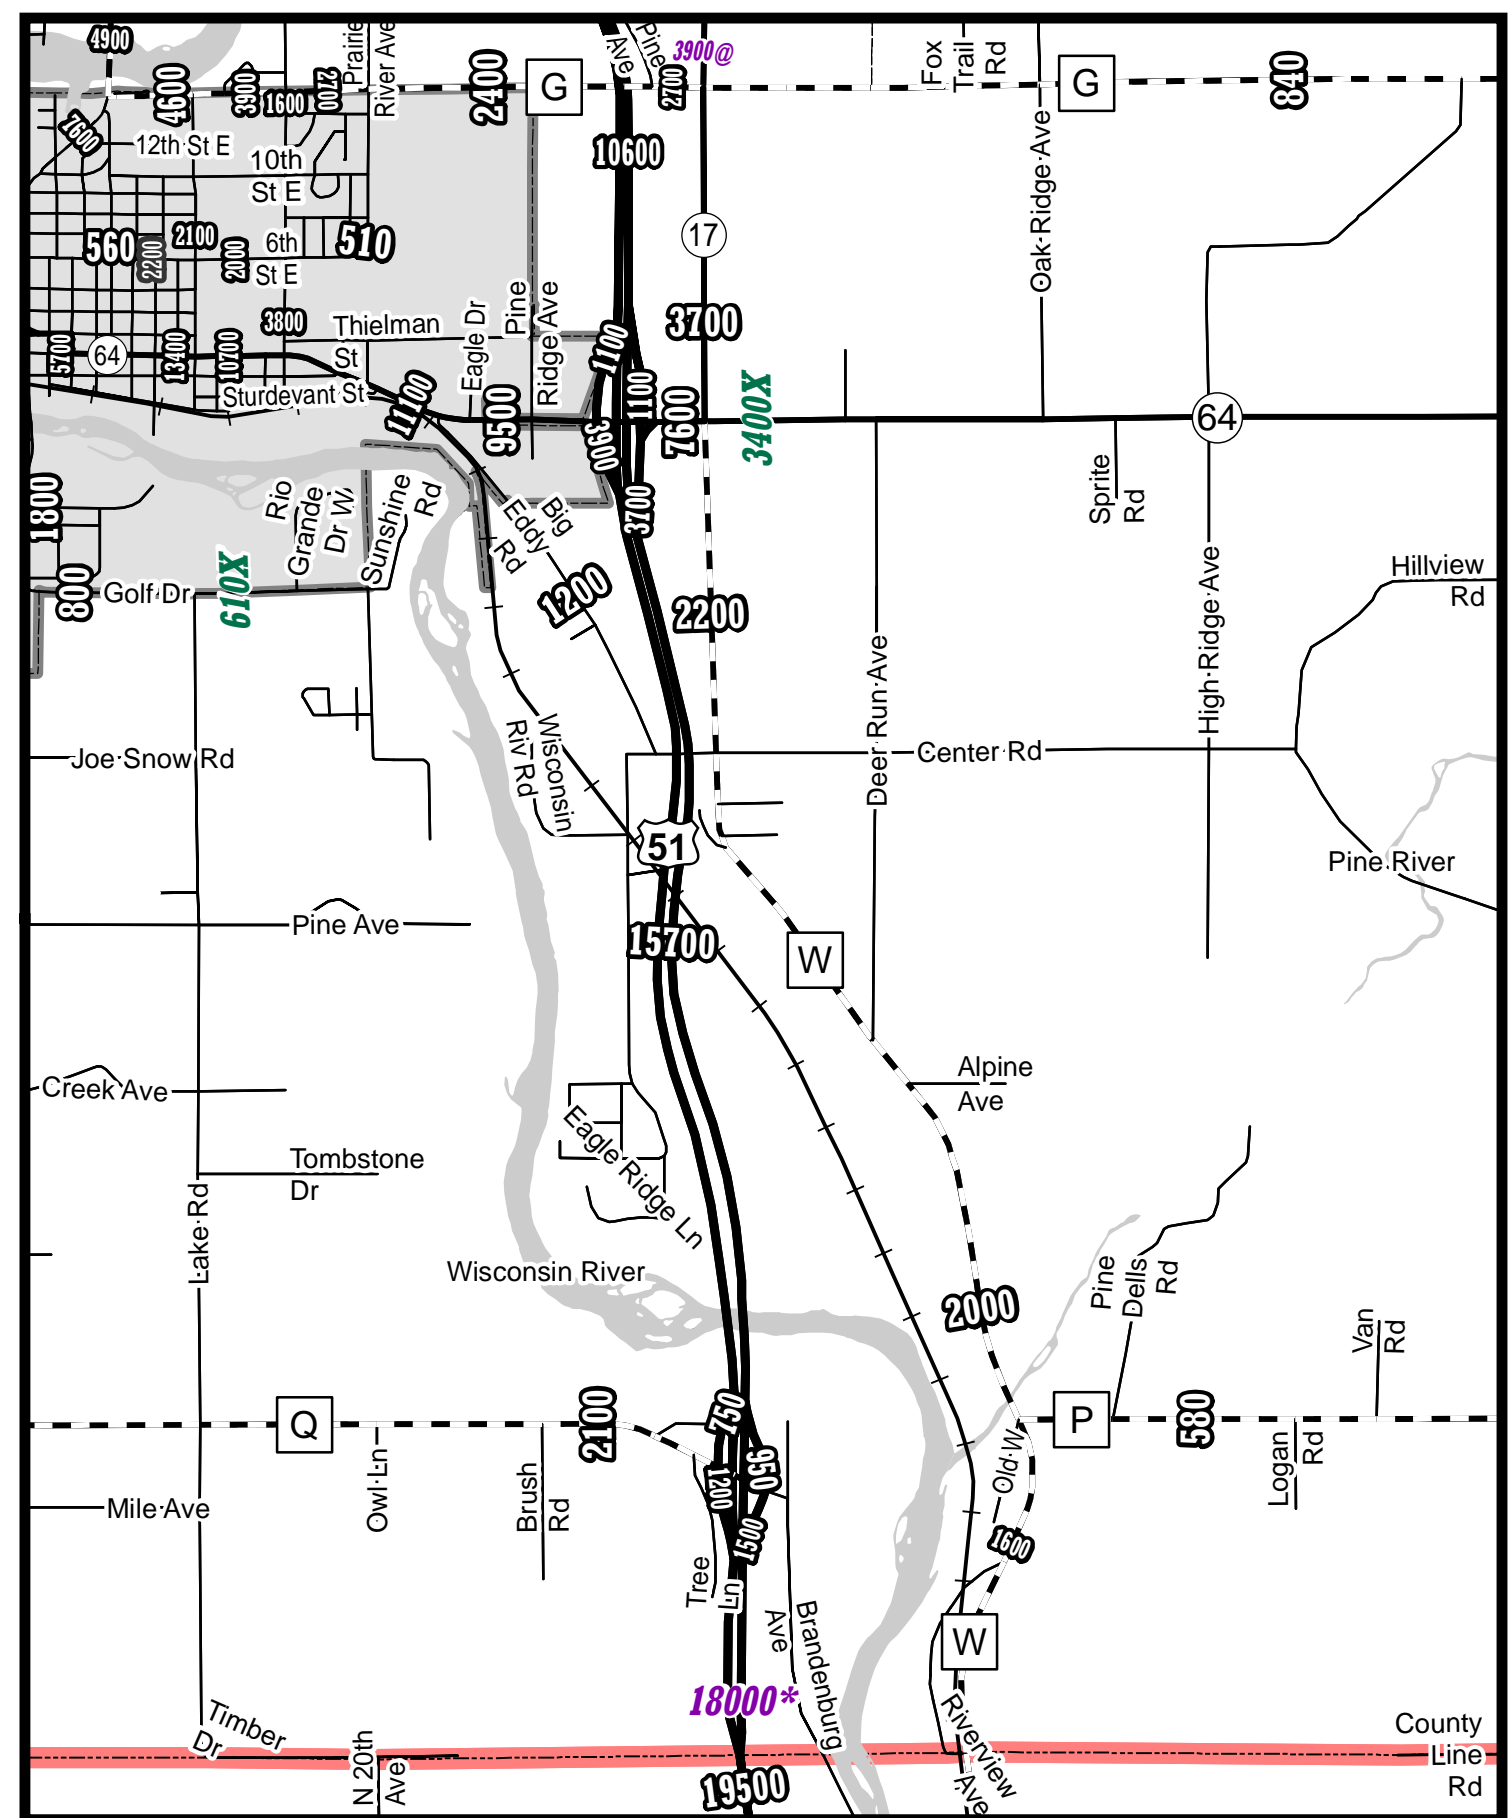 4900
Prairie
River Ave
2400
Ave
Pine
3900@
2700
Fox
Trail
Rd
G
G
840
4600
3900
1600
2700
7600
12th St E
10th
St E
10600
Oak Ridge Ave
17
560
2200
2100
2000
6th
St E
510
3800
Thielman
St
Eagle Dr
Pine
Ridge Ave
1100
3700
5700
64
13400
10700
Sturdevant St
11100
9500
3600
1100
7600
3400X
64
1800
Rio
Grande
Dr W
Sunshine
Rd
Big
Eddy
Rd
3700
Sprite
Rd
800
Golf Dr
610X
1200
2200
Deer Run Ave
High Ridge Ave
Hillview
Rd
Joe Snow Rd
Wisconsin
Riv Rd
Center Rd
51
Pine River
Pine Ave
15700
W
Creek Ave
Alpine
Ave
Eagle Ridge Ln
Tombstone
Dr
Lake Rd
Wisconsin River
2000
Pine
Dells
Rd
Van
Rd
Q
2100
750
P
580
Owl Ln
Brush
Rd
1200
950
Old W
Logan
Rd
Mile Ave
1500
1600
Tree
Ln
Brandenburg
Ave
W
18000*
Timber
Dr
N 20th
Ave
19500
Riverview
Ave
County
Line
Rd